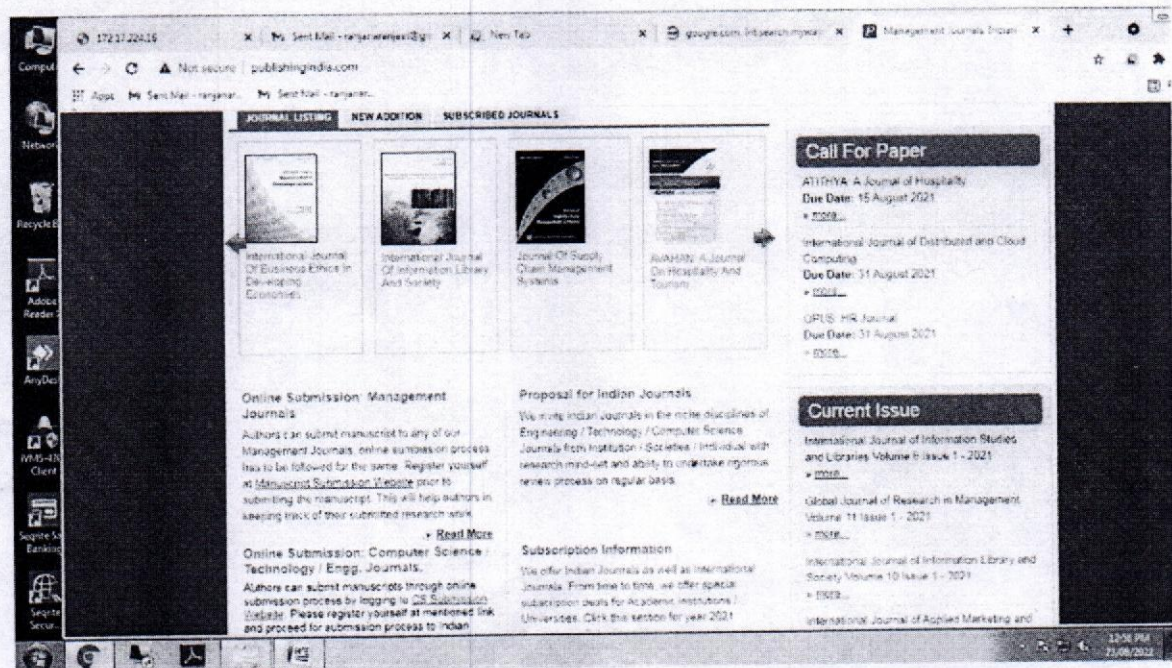 172.17.224.16
Sent Mail - ranjanaranjan@gm
New Tab
google.com.
Management Journals, Indian
Not secure
publishingindia.com
Apps
Sent Mail - ranjanar...
Sent Mail - ranjanar...
Comput
Networ
Recycle B
Adobe
Reader
AnyDes
Client
Seqrite Sa
Banking
Seqrite
Secur...
JOURNAL LISTING
NEW ADDITION
SUBSCRIBED JOURNALS
International Journal
Of Business Ethics In
Developing
Economies
International Journal
Of Information Library
And Society
Journal Of Supply
Chain Management
Systems
AVAHAN: A Journal
On Hospitality And
Tourism
Online Submission: Management
Journals
Authors can submit manuscript to any of our
Management Journals, online submission process
has to be followed for the same. Register yourself
at Manuscript Submission Website prior to
submitting the manuscript. This will help authors in
keeping track of their submitted research work.
» Read More
Proposal for Indian Journals
We invite Indian Journals in the niche disciplines of
Engineering / Technology / Computer Science
Journals from Institution / Societies / Individual with
research mind-set and ability to undertake rigorous
review process on regular basis.
» Read More
Online Submission: Computer Science /
Technology / Engg. Journals.
Authors can submit manuscripts through online
submission process by logging to CS Submission
Website. Please register yourself at mentioned link
and proceed for submission process to Indian
Subscription Information
We offer Indian Journals as well as International
Journals. From time to time, we offer special
subscription deals for Academic Institutions /
Universities. Click this section for year 2021
Call For Paper
ATITHYA: A Journal of Hospitality
Due Date: 15 August 2021
» more...
International Journal of Distributed and Cloud
Computing
Due Date: 31 August 2021
» more...
OPUS: HR Journal
Due Date: 31 August 2021
» more...
Current Issue
International Journal of Information Studies
and Libraries Volume 6 Issue 1 - 2021
» more...
Global Journal of Research in Management
Volume 11 Issue 1 - 2021
» more...
International Journal of Information Library and
Society Volume 10 Issue 1 - 2021
» more...
International Journal of Applied Marketing and
12:58 PM
23/08/2022